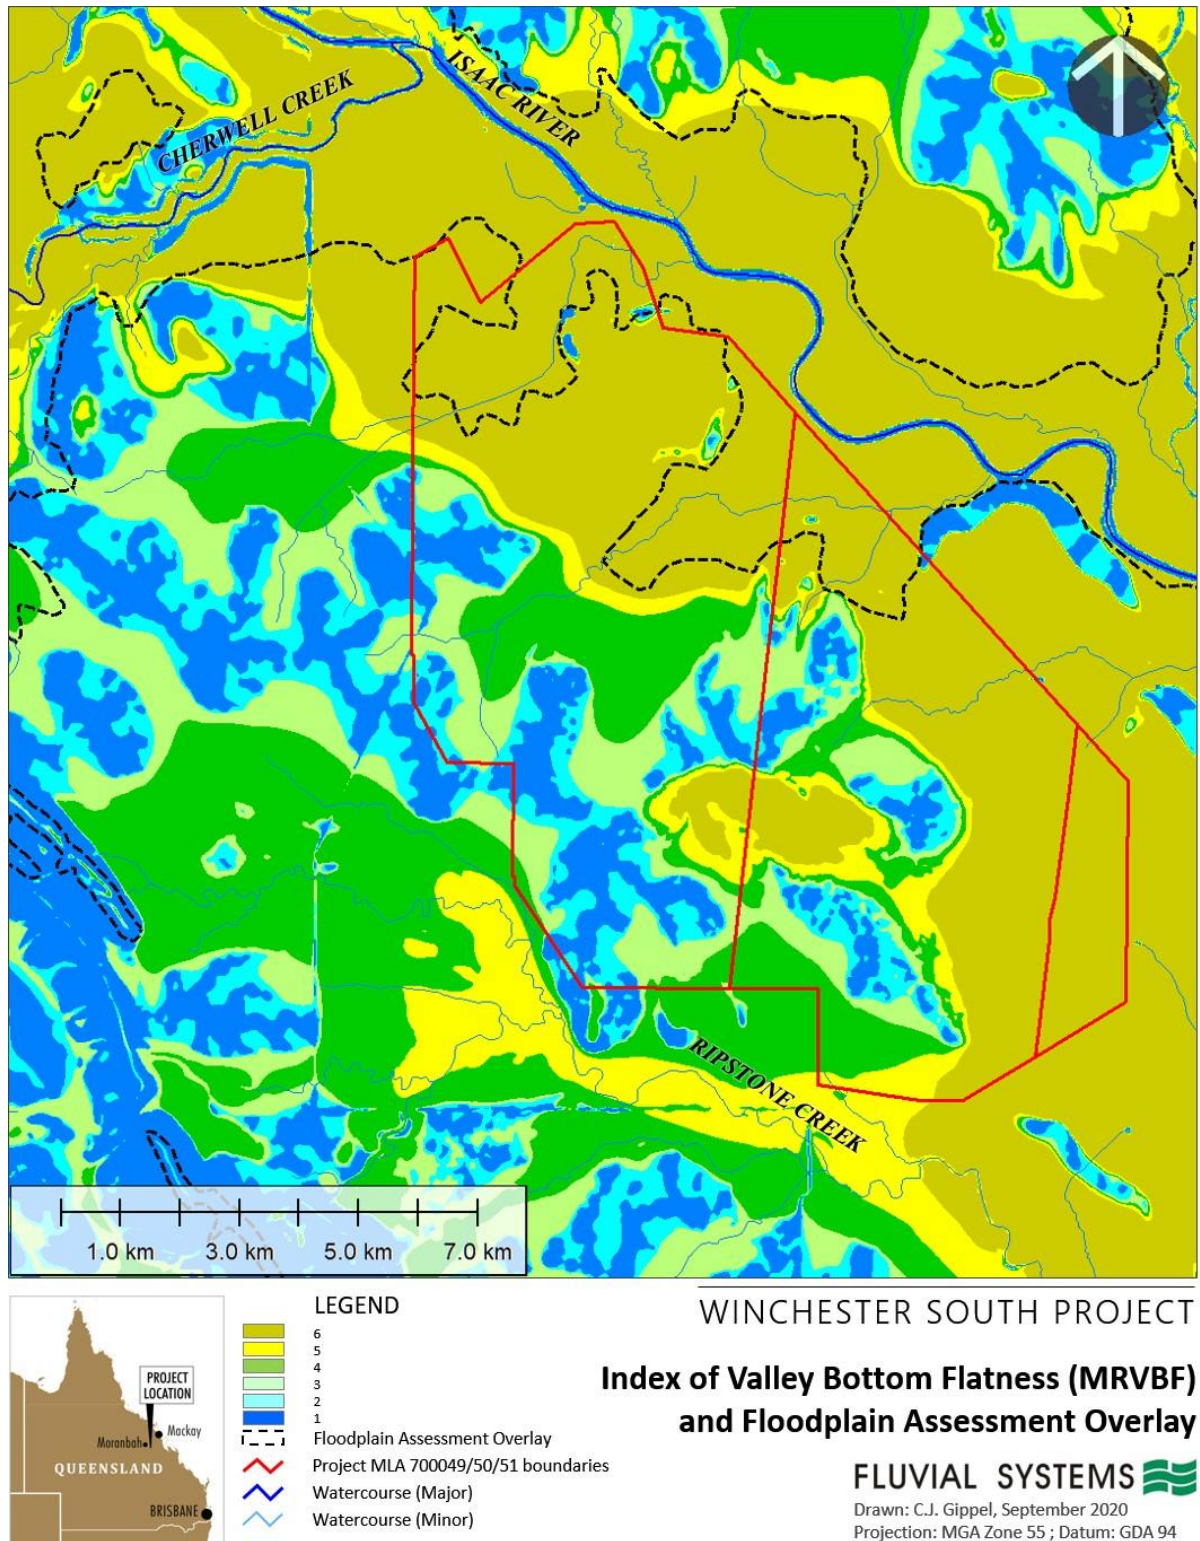 ISAAC RIVER
CHERWELL CREEK
RIPSTONE CREEK
1.0 km 3.0 km 5.0 km 7.0 km
PROJECT
LOCATION
Mackay
Moranbah
QUEENSLAND
BRISBANE
LEGEND
6
5
4
3
2
1
Floodplain Assessment Overlay
Project MLA 700049/50/51 boundaries
Watercourse (Major)
Watercourse (Minor)
WINCHESTER SOUTH PROJECT
Index of Valley Bottom Flatness (MRVBF)
and Floodplain Assessment Overlay
FLUVIAL SYSTEMS
Drawn: C.J. Gippel, September 2020
Projection: MGA Zone 55 ; Datum: GDA 94